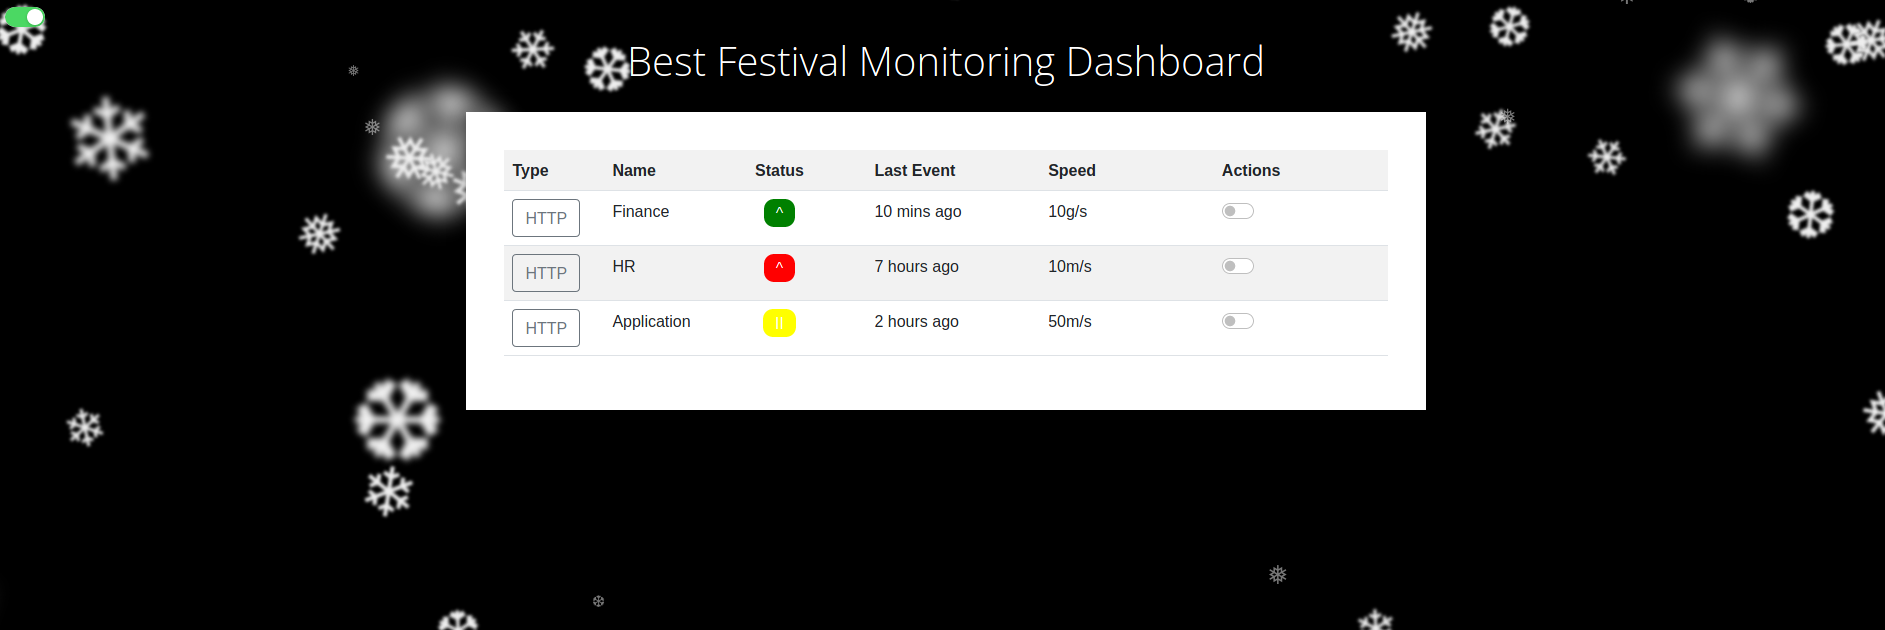 Best Festival Monitoring Dashboard
Type Name Status Last Event Speed Actions
HTTP Finance ^ 10 mins ago 10g/s
HTTP HR ^ 7 hours ago 10m/s
HTTP Application || 2 hours ago 50m/s